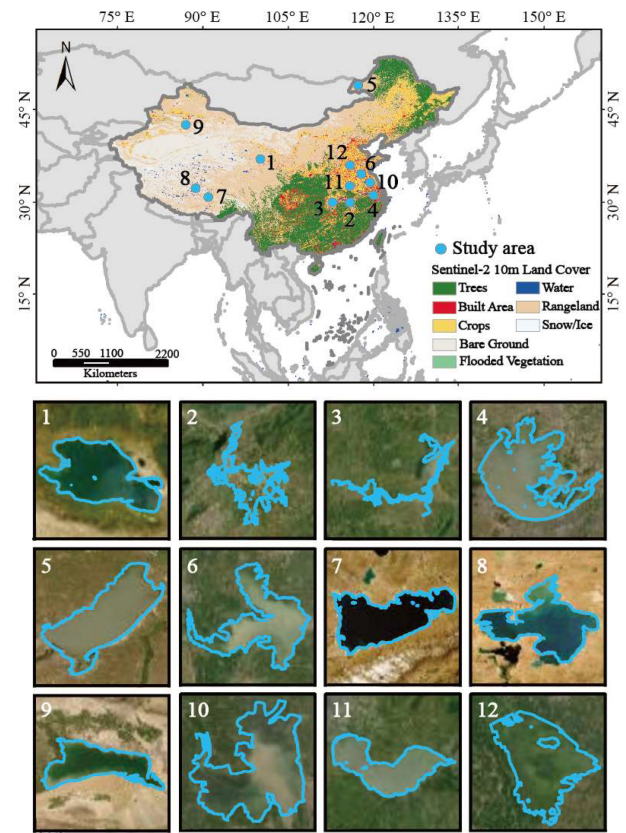 75° E 90° E 105° E 120° E 135° E 150° E
N
45° N
30° N
15° N
5
9
1
12
6
8
7
11
10
3
2
4
Study area
Sentinel-2 10m Land Cover
Trees Water
Built Area Rangeland
Crops Snow/Ice
Bare Ground
Flooded Vegetation
0 550 1100 2200
Kilometers
1 2 3 4
5 6 7 8
9 10 11 12